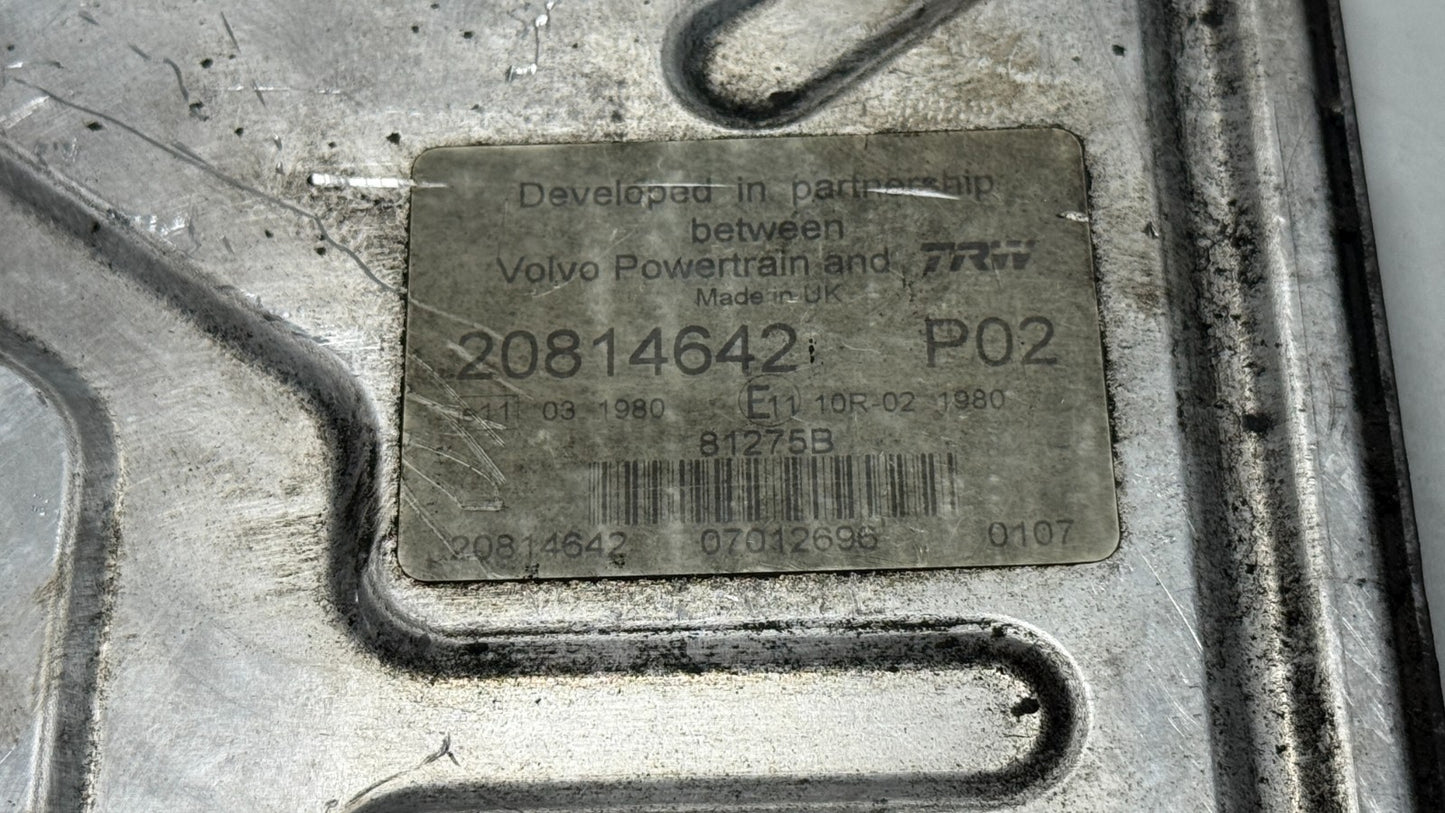 Developed in partnership
between
Volvo Powertrain and TRW
Made in UK
20814642 P02
e11 03 1980 E11 10R-02 1980
81275B
20814642 07012696 0107